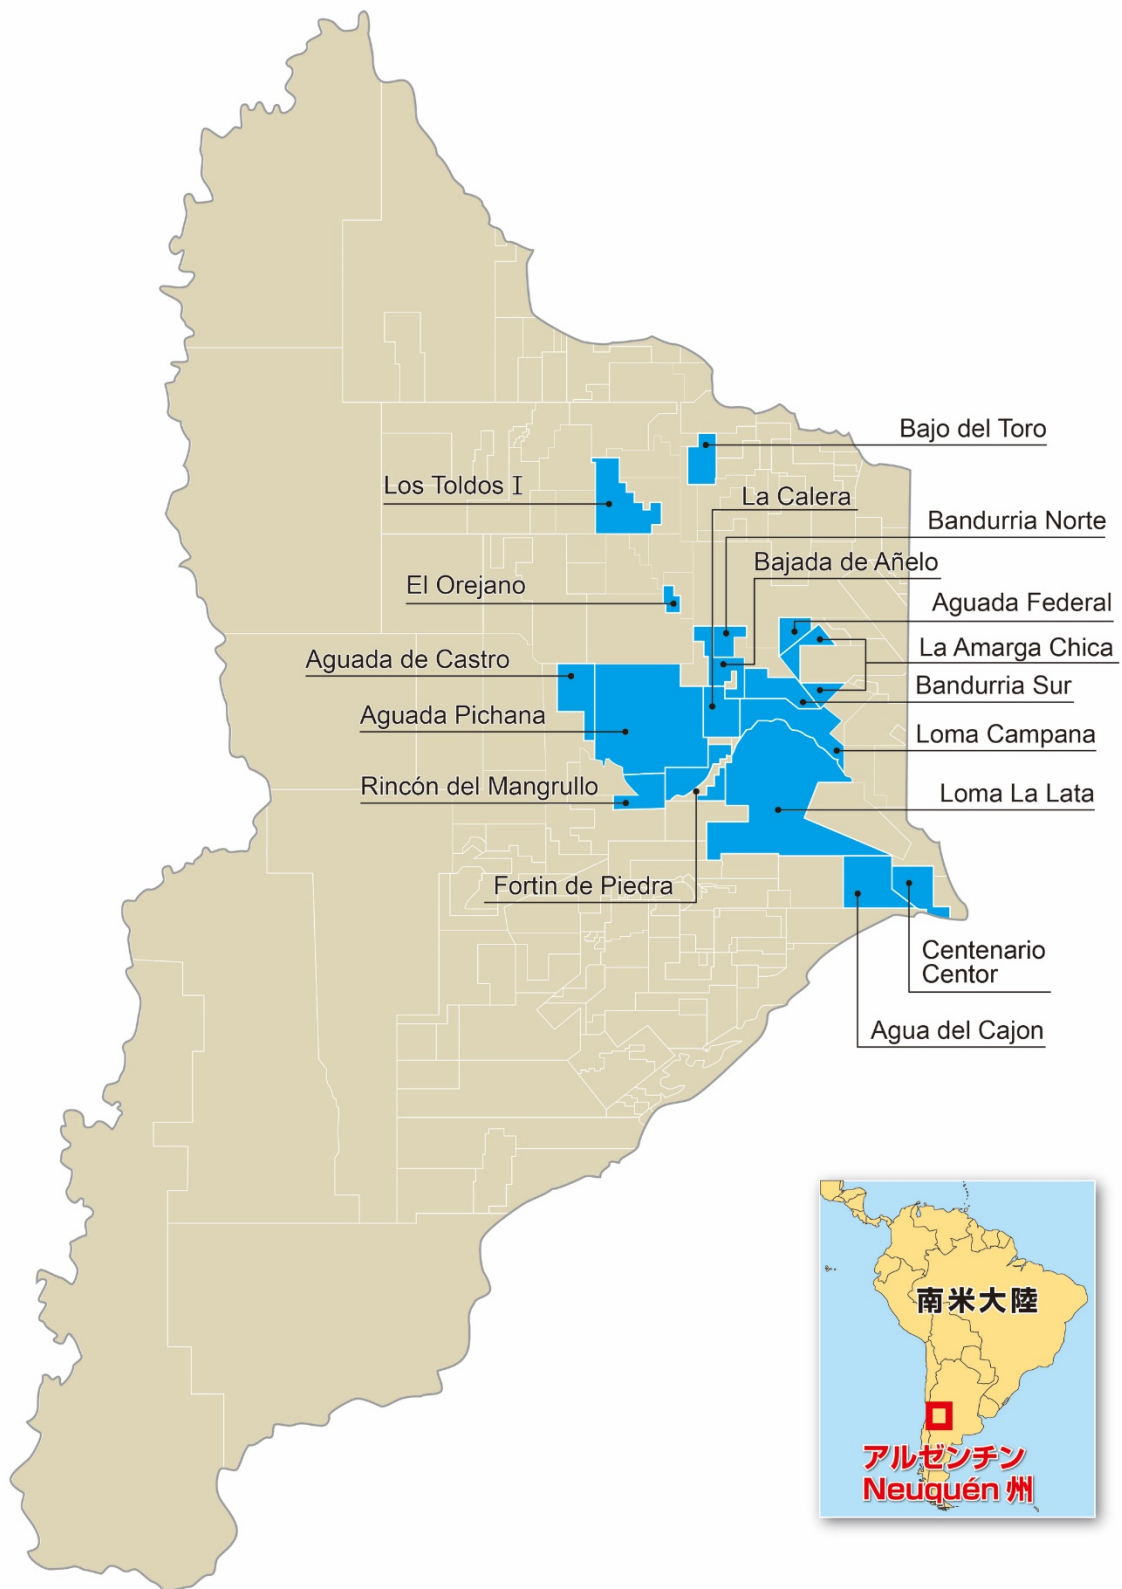 Bajo del Toro
Los Toldos I
La Calera
Bandurria Norte
Bajada de Añelo
El Orejano
Aguada Federal
La Amarga Chica
Aguada de Castro
Bandurria Sur
Aguada Pichana
Loma Campana
Rincón del Mangrullo
Loma La Lata
Fortin de Piedra
Centenario
Centor
Agua del Cajon
南米大陸
アルゼンチン
Neuquén 州